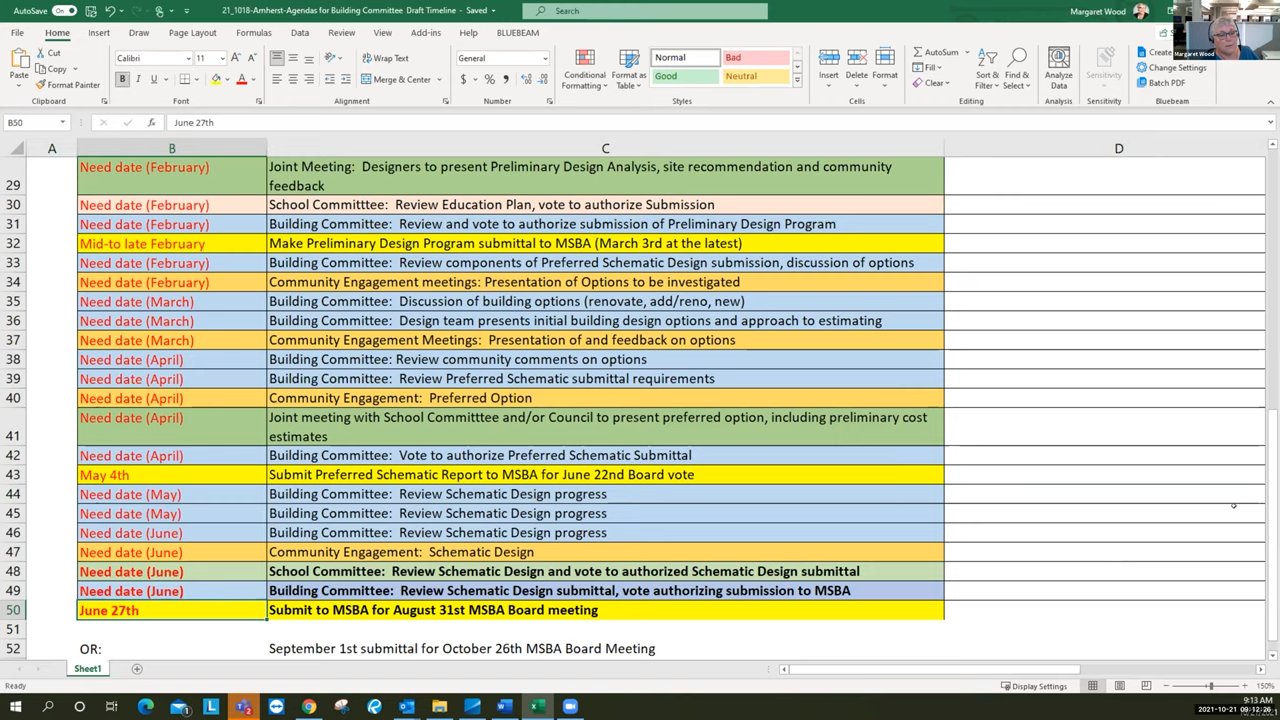 AutoSave On 21_1018-Amherst-Agendas for Building Committee Draft Timeline - Saved Search Margaret Wood
Margaret Wood
File Home Insert Draw Page Layout Formulas Data Review View Add-ins Help BLUEBEAM
Paste Cut Copy Format Painter Clipboard
Calibri 11 B I U A Font
Wrap Text Merge & Center Alignment
General $ % Number
Conditional Formatting Format as Table Normal Bad Good Neutral Styles
Insert Delete Format Cells
AutoSum Fill Clear Sort & Filter Find & Select Editing
Analyze Data Analysis Sensitivity Sensitivity
Change Settings Batch PDF Bluebeam
B50 fx June 27th
A B C D
29 Need date (February) Joint Meeting: Designers to present Preliminary Design Analysis, site recommendation and community
feedback
30 Need date (February) School Committtee: Review Education Plan, vote to authorize Submission
31 Need date (February) Building Committee: Review and vote to authorize submission of Preliminary Design Program
32 Mid-to late February Make Preliminary Design Program submittal to MSBA (March 3rd at the latest)
33 Need date (February) Building Committee: Review components of Preferred Schematic Design submission, discussion of options
34 Need date (February) Community Engagement meetings: Presentation of Options to be investigated
35 Need date (March) Building Committee: Discussion of building options (renovate, add/reno, new)
36 Need date (March) Building Committee: Design team presents initial building design options and approach to estimating
37 Need date (March) Community Engagement Meetings: Presentation of and feedback on options
38 Need date (April) Building Committee: Review community comments on options
39 Need date (April) Building Committee: Review Preferred Schematic submittal requirements
40 Need date (April) Community Engagement: Preferred Option
41 Need date (April) Joint meeting with School Committtee and/or Council to present preferred option, including preliminary cost
estimates
42 Need date (April) Building Committee: Vote to authorize Preferred Schematic Submittal
43 May 4th Submit Preferred Schematic Report to MSBA for June 22nd Board vote
44 Need date (May) Building Committee: Review Schematic Design progress
45 Need date (May) Building Committee: Review Schematic Design progress
46 Need date (June) Building Committee: Review Schematic Design progress
47 Need date (June) Community Engagement: Schematic Design
48 Need date (June) School Committee: Review Schematic Design and vote to authorized Schematic Design submittal
49 Need date (June) Building Committee: Review Schematic Design submittal, vote authorizing submission to MSBA
50 June 27th Submit to MSBA for August 31st MSBA Board meeting
51
52 OR: September 1st submittal for October 26th MSBA Board Meeting
Sheet1
Ready Display Settings 150%
9:13 AM
2021-10-21 09:12:26